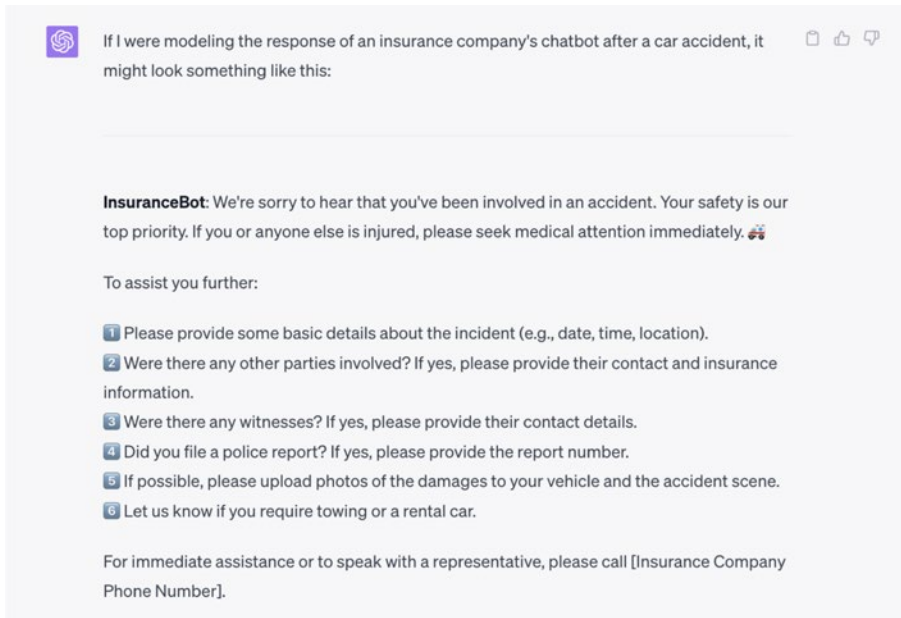 If I were modeling the response of an insurance company's chatbot after a car accident, it
might look something like this:
InsuranceBot: We're sorry to hear that you've been involved in an accident. Your safety is our
top priority. If you or anyone else is injured, please seek medical attention immediately. 🚑
To assist you further:
1️⃣ Please provide some basic details about the incident (e.g., date, time, location).
2️⃣ Were there any other parties involved? If yes, please provide their contact and insurance
information.
3️⃣ Were there any witnesses? If yes, please provide their contact details.
4️⃣ Did you file a police report? If yes, please provide the report number.
5️⃣ If possible, please upload photos of the damages to your vehicle and the accident scene.
6️⃣ Let us know if you require towing or a rental car.
For immediate assistance or to speak with a representative, please call [Insurance Company
Phone Number].